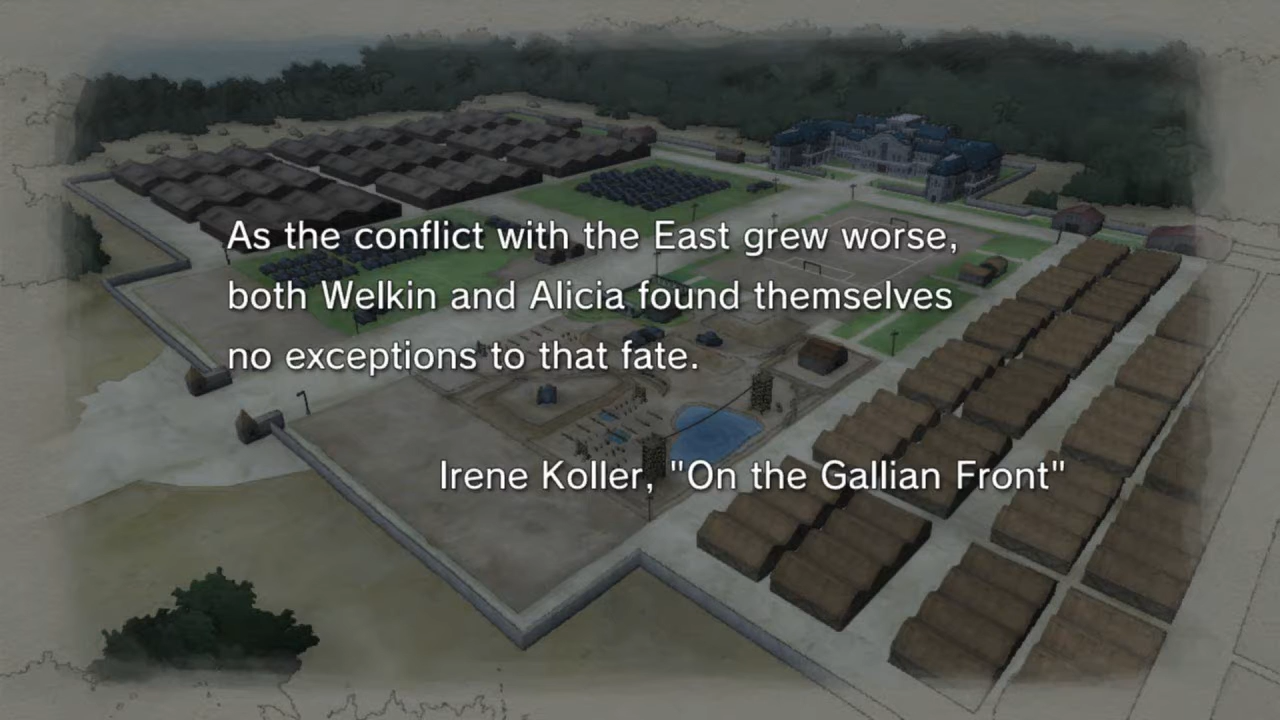 As the conflict with the East grew worse,
both Welkin and Alicia found themselves
no exceptions to that fate.
Irene Koller, "On the Gallian Front"